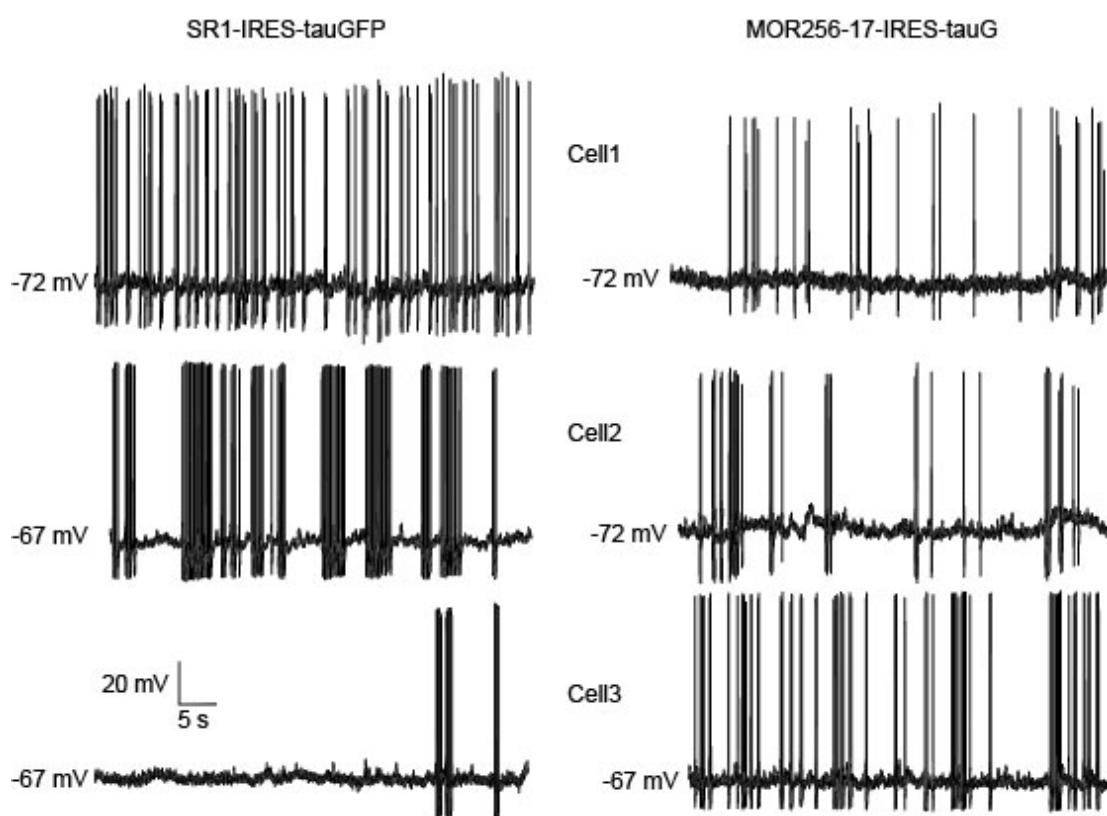 SR1-IRES-tauGFP
MOR256-17-IRES-tauG
Cell1
-72 mV
-72 mV
Cell2
-67 mV
-72 mV
20 mV
5 s
Cell3
-67 mV
-67 mV